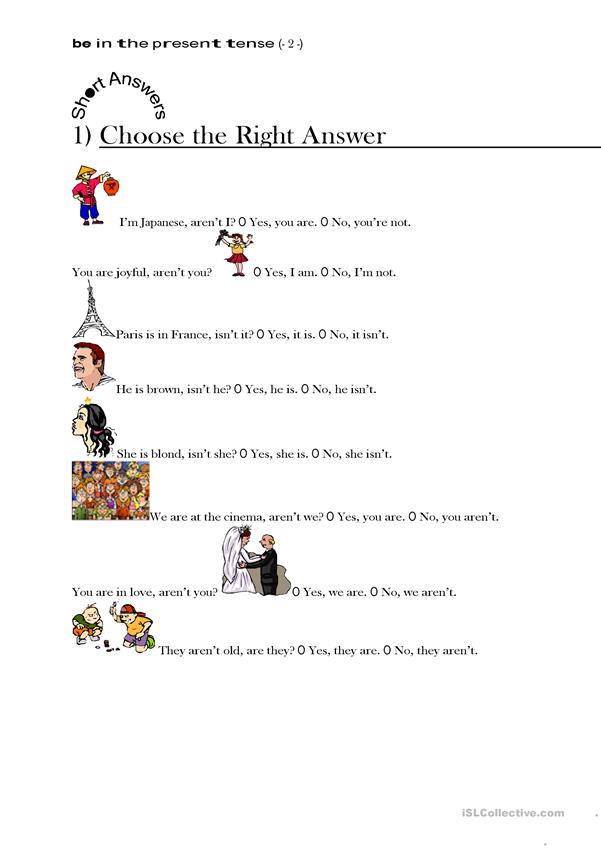 be in the present tense (- 2 -)
Short Answers
1) Choose the Right Answer
I'm Japanese, aren't I? O Yes, you are. O No, you're not.
You are joyful, aren't you? O Yes, I am. O No, I'm not.
Paris is in France, isn't it? O Yes, it is. O No, it isn't.
He is brown, isn't he? O Yes, he is. O No, he isn't.
She is blond, isn't she? O Yes, she is. O No, she isn't.
We are at the cinema, aren't we? O Yes, you are. O No, you aren't.
You are in love, aren't you? O Yes, we are. O No, we aren't.
They aren't old, are they? O Yes, they are. O No, they aren't.
iSLCollective.com